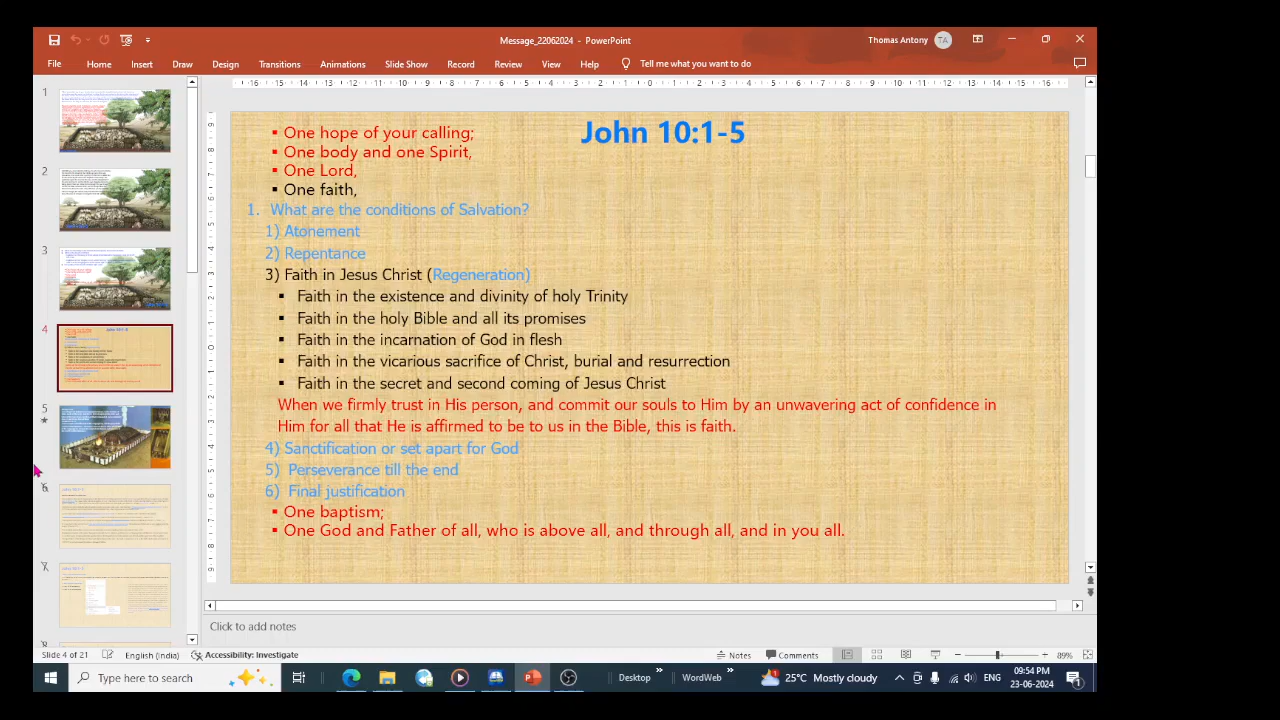 Message_22062024 - PowerPoint
Thomas Antony TA
File Home Insert Draw Design Transitions Animations Slide Show Record Review View Help Tell me what you want to do
John 10:1-5
▪ One hope of your calling;
▪ One body and one Spirit,
▪ One Lord,
▪ One faith,
1. What are the conditions of Salvation?
1) Atonement
2) Repentance
3) Faith in Jesus Christ (Regeneration)
▪ Faith in the existence and divinity of holy Trinity
▪ Faith in the holy Bible and all its promises
▪ Faith in the incarnation of God in flesh
▪ Faith in the vicarious sacrifice of Christ, burial and resurrection
▪ Faith in the secret and second coming of Jesus Christ
When we firmly trust in His person, and commit our souls to Him by an unwavering act of confidence in
Him for all that He is affirmed to be to us in the Bible, this is faith.
4) Sanctification or set apart for God
5) Perseverance till the end
6) Final justification
▪ One baptism;
▪ One God and Father of all, who is above all, and through all, and in you all.
1
2
3
4
5
6
7
8
Click to add notes
Slide 4 of 21 English (India) Accessibility: Investigate Notes Comments 89%
Type here to search Desktop » WordWeb » 25°C Mostly cloudy ENG 09:54 PM
23-06-2024 1